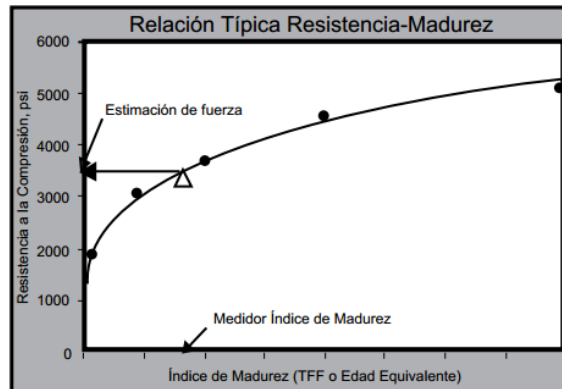 Relación Típica Resistencia-Madurez
6000
5000
4000
3000
2000
1000
0
Resistencia a la Compresión, psi
Estimación de fuerza
Medidor Índice de Madurez
Índice de Madurez (TFF o Edad Equivalente)